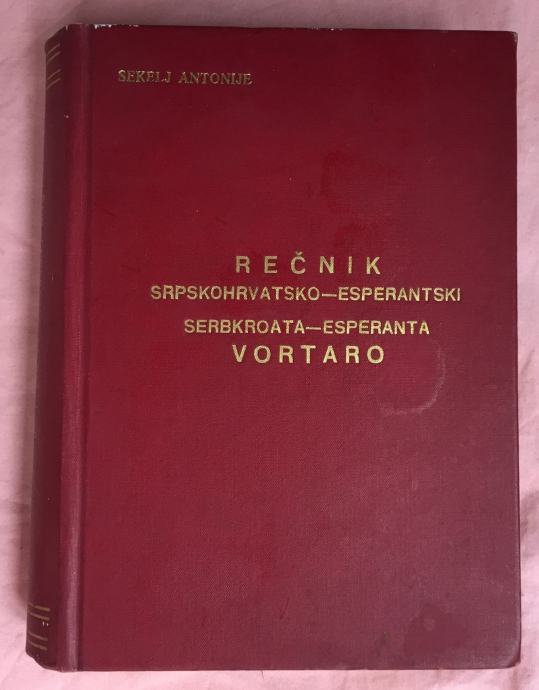 SEKELJ ANTONIJE
REČNIK
SRPSKOHRVATSKO—ESPERANTSKI
SERBKROATA—ESPERANTA
VORTARO